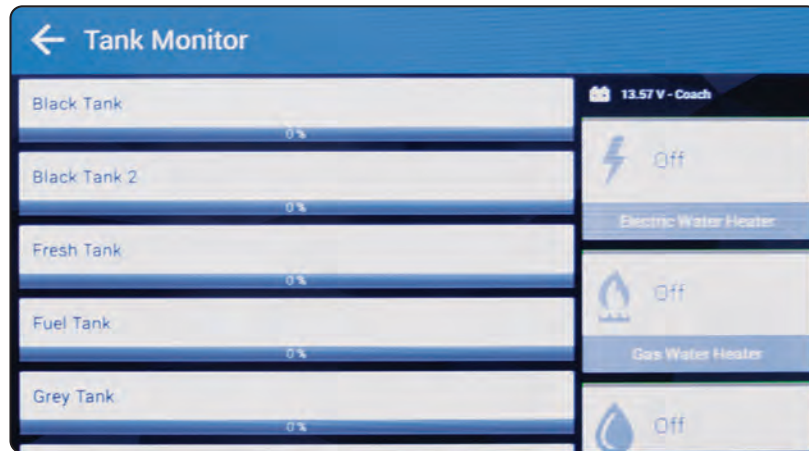 Tank Monitor
Black Tank
0%
Black Tank 2
0%
Fresh Tank
0%
Fuel Tank
0%
Grey Tank
0%
13.57 V - Coach
Off
Electric Water Heater
Off
Gas Water Heater
Off